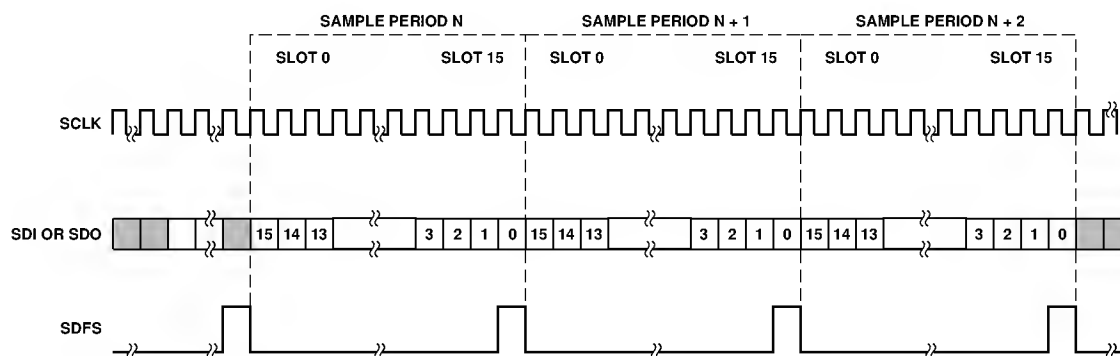 SAMPLE PERIOD N SAMPLE PERIOD N + 1 SAMPLE PERIOD N + 2
SLOT 0 SLOT 15 SLOT 0 SLOT 15 SLOT 0 SLOT 15
SCLK
SDI OR SDO 15 14 13 3 2 1 0 15 14 13 3 2 1 0 15 14 13 3 2 1 0
SDFS